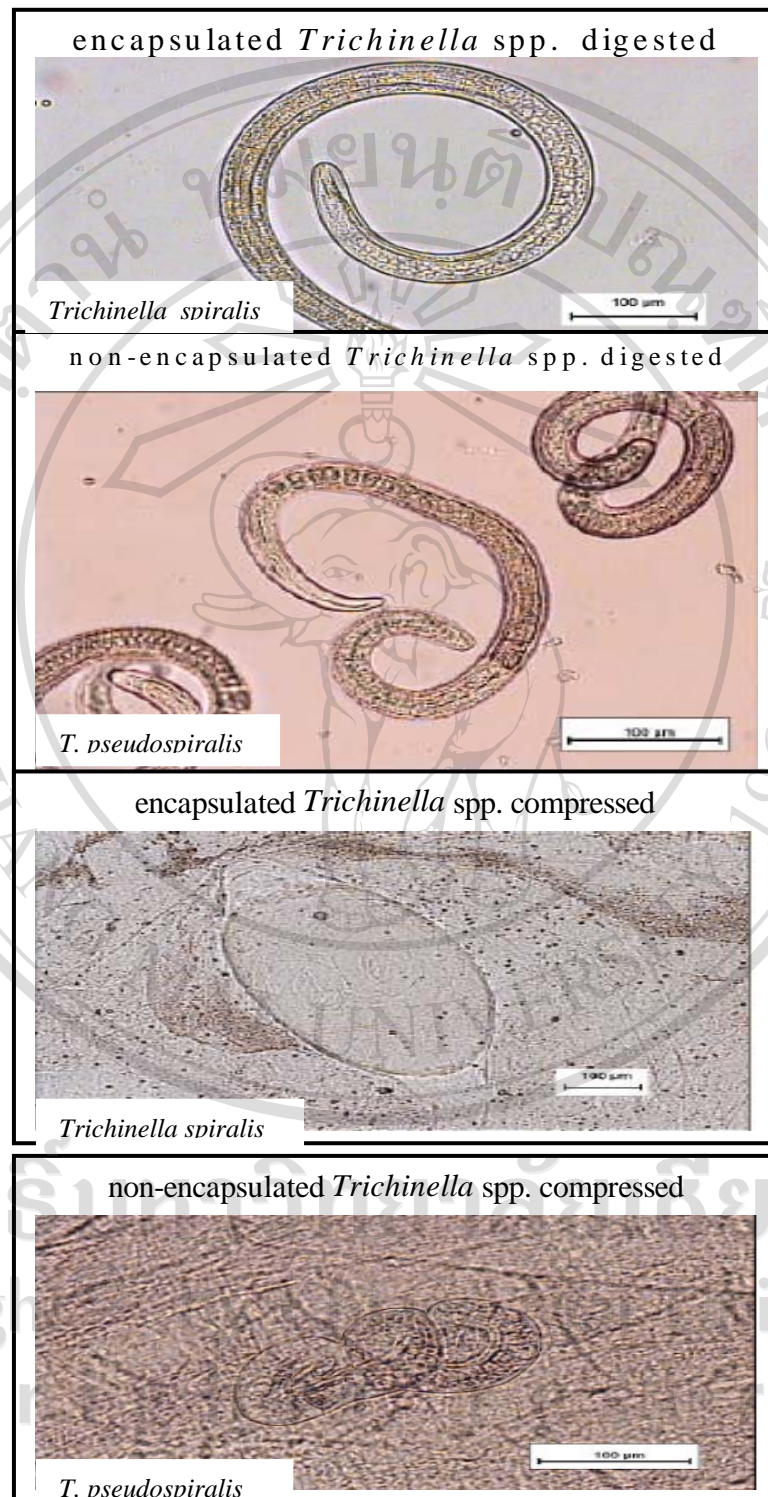 encapsulated Trichinella spp. digested
100 µm
Trichinella spiralis
non-encapsulated Trichinella spp. digested
100 µm
T. pseudospiralis
encapsulated Trichinella spp. compressed
100 µm
Trichinella spiralis
non-encapsulated Trichinella spp. compressed
100 µm
T. pseudospiralis